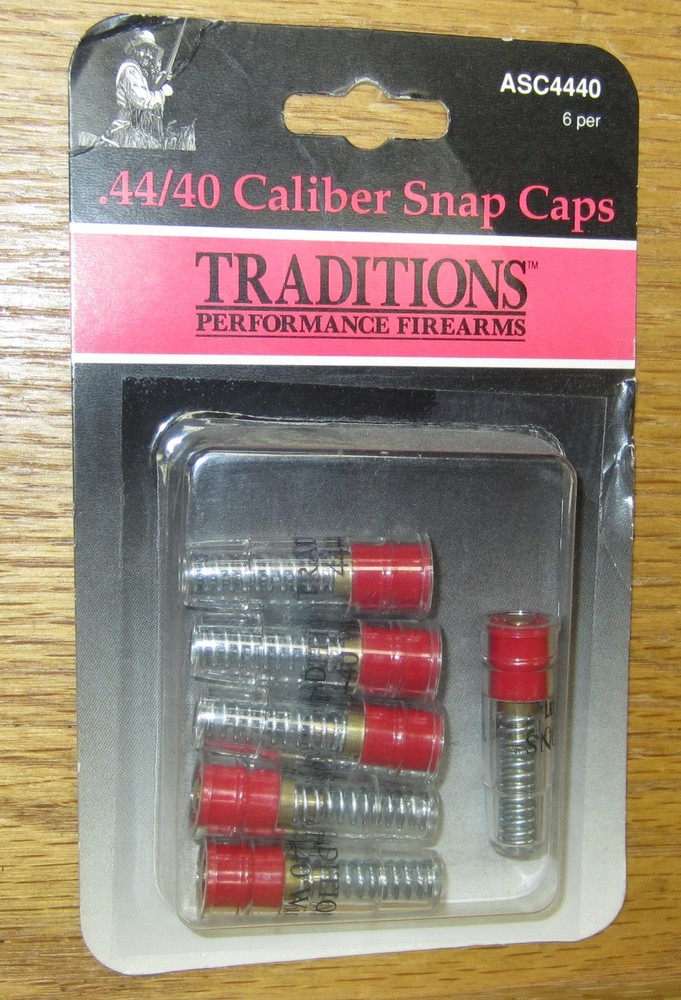 ASC4440
6 per
.44/40 Caliber Snap Caps
TRADITIONS™
PERFORMANCE FIREARMS